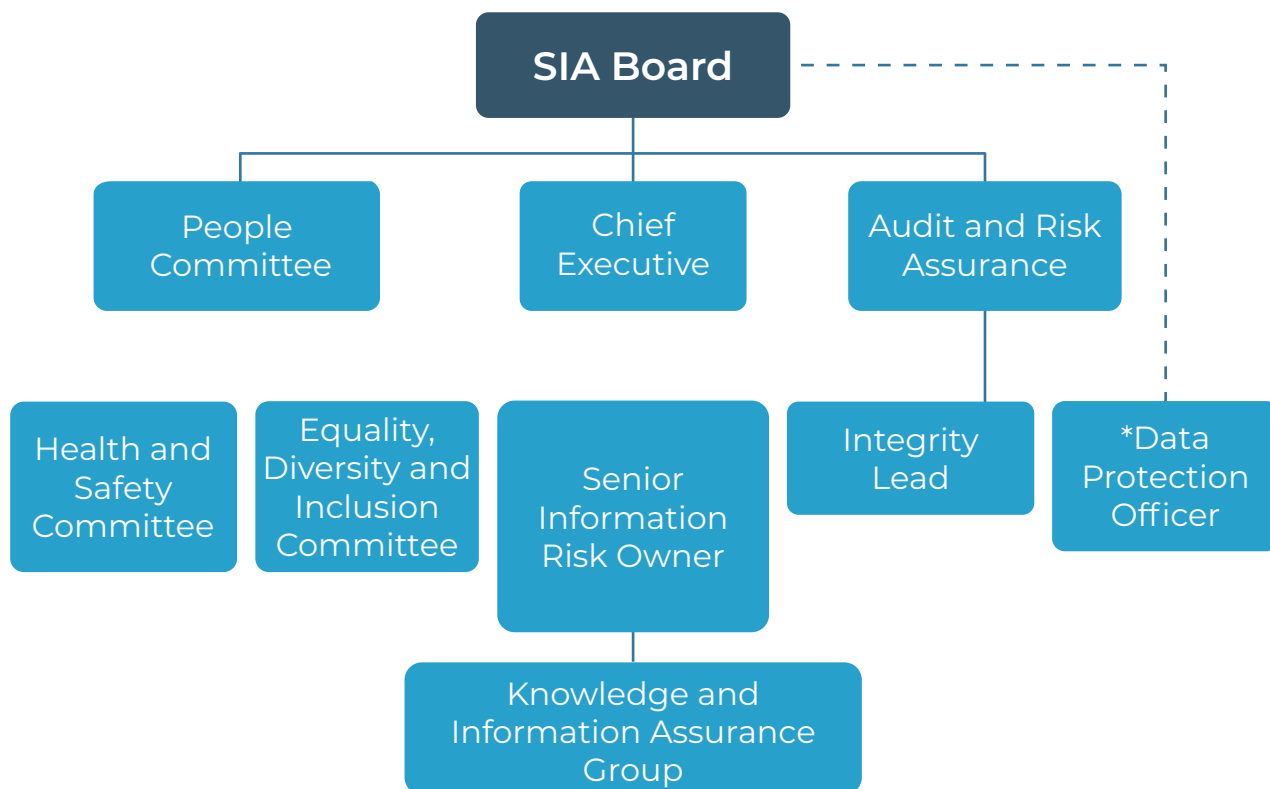 SIA Board
People
Committee
Chief
Executive
Audit and Risk
Assurance
Health and
Safety
Committee
Equality,
Diversity and
Inclusion
Committee
Senior
Information
Risk Owner
Integrity
Lead
*Data
Protection
Officer
Knowledge and
Information Assurance
Group